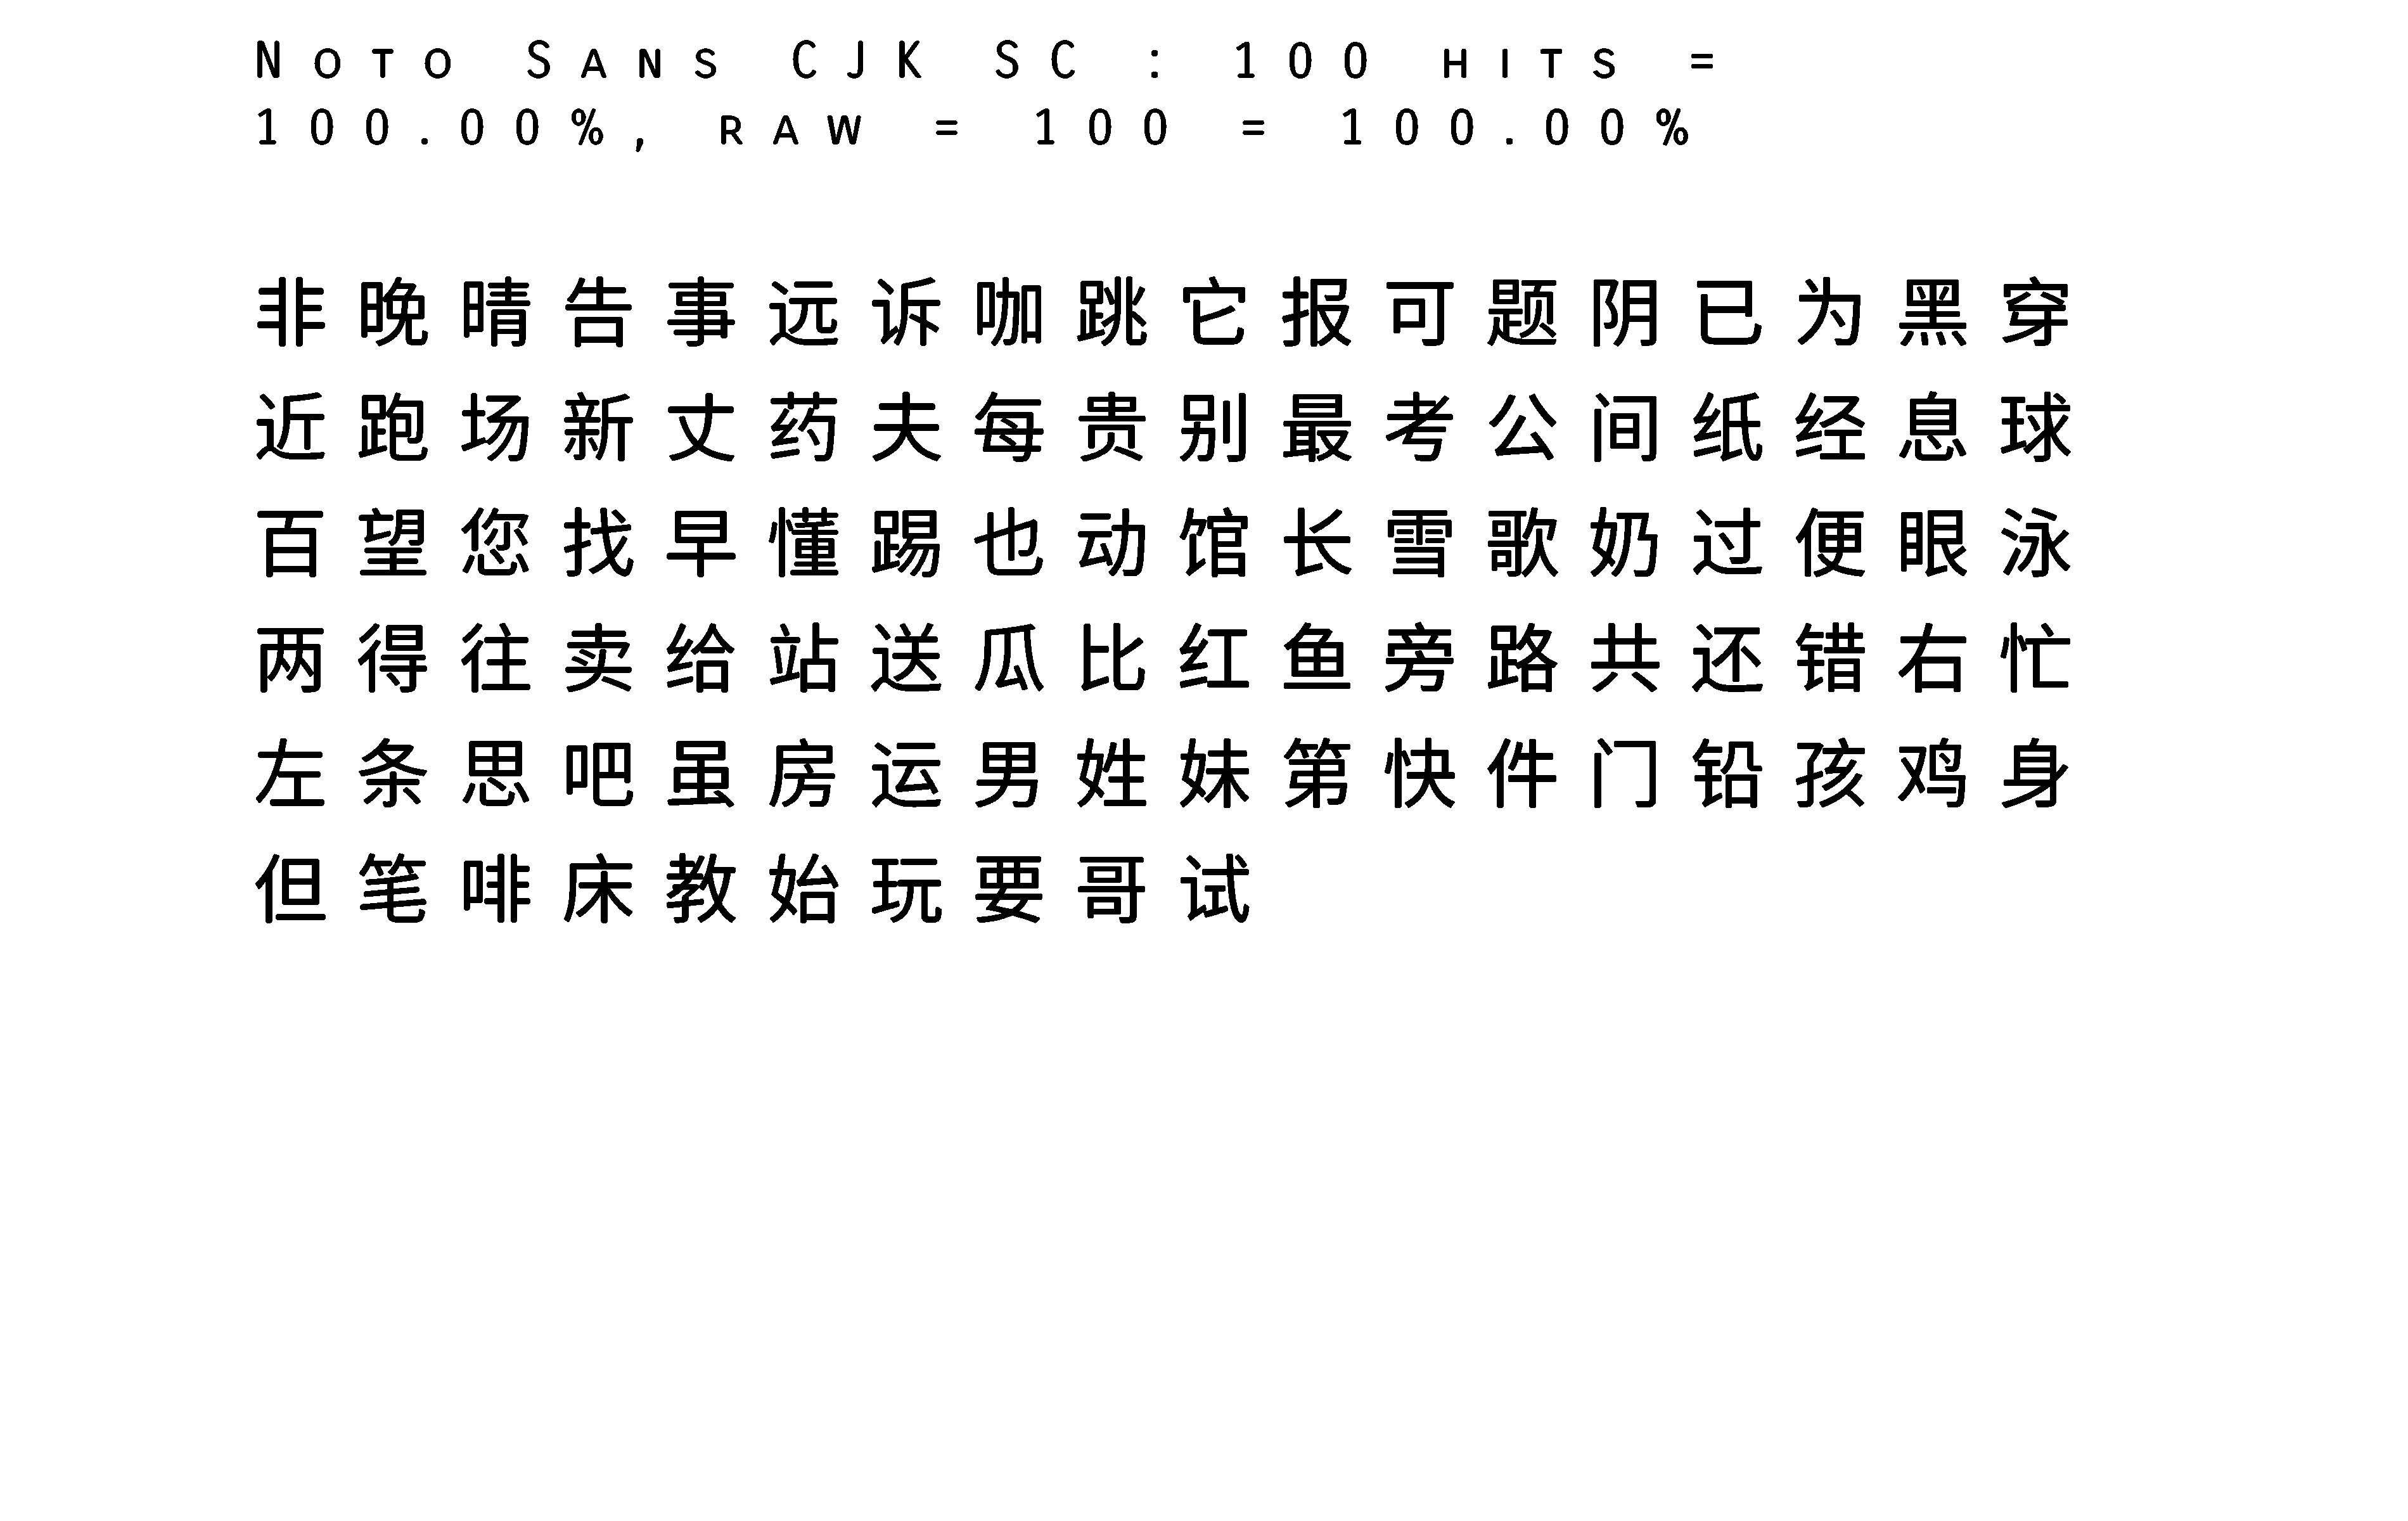 Noto Sans CJK SC : 100 hits =
100.00%, raw = 100 = 100.00%
非晚晴告事远诉咖跳它报可题阴已为黑穿
近跑场新丈药夫每贵别最考公间纸经息球
百望您找早懂踢也动馆长雪歌奶过便眼泳
两得往卖给站送瓜比红鱼旁路共还错右忙
左条思吧虽房运男姓妹第快件门铅孩鸡身
但笔啡床教始玩要哥试